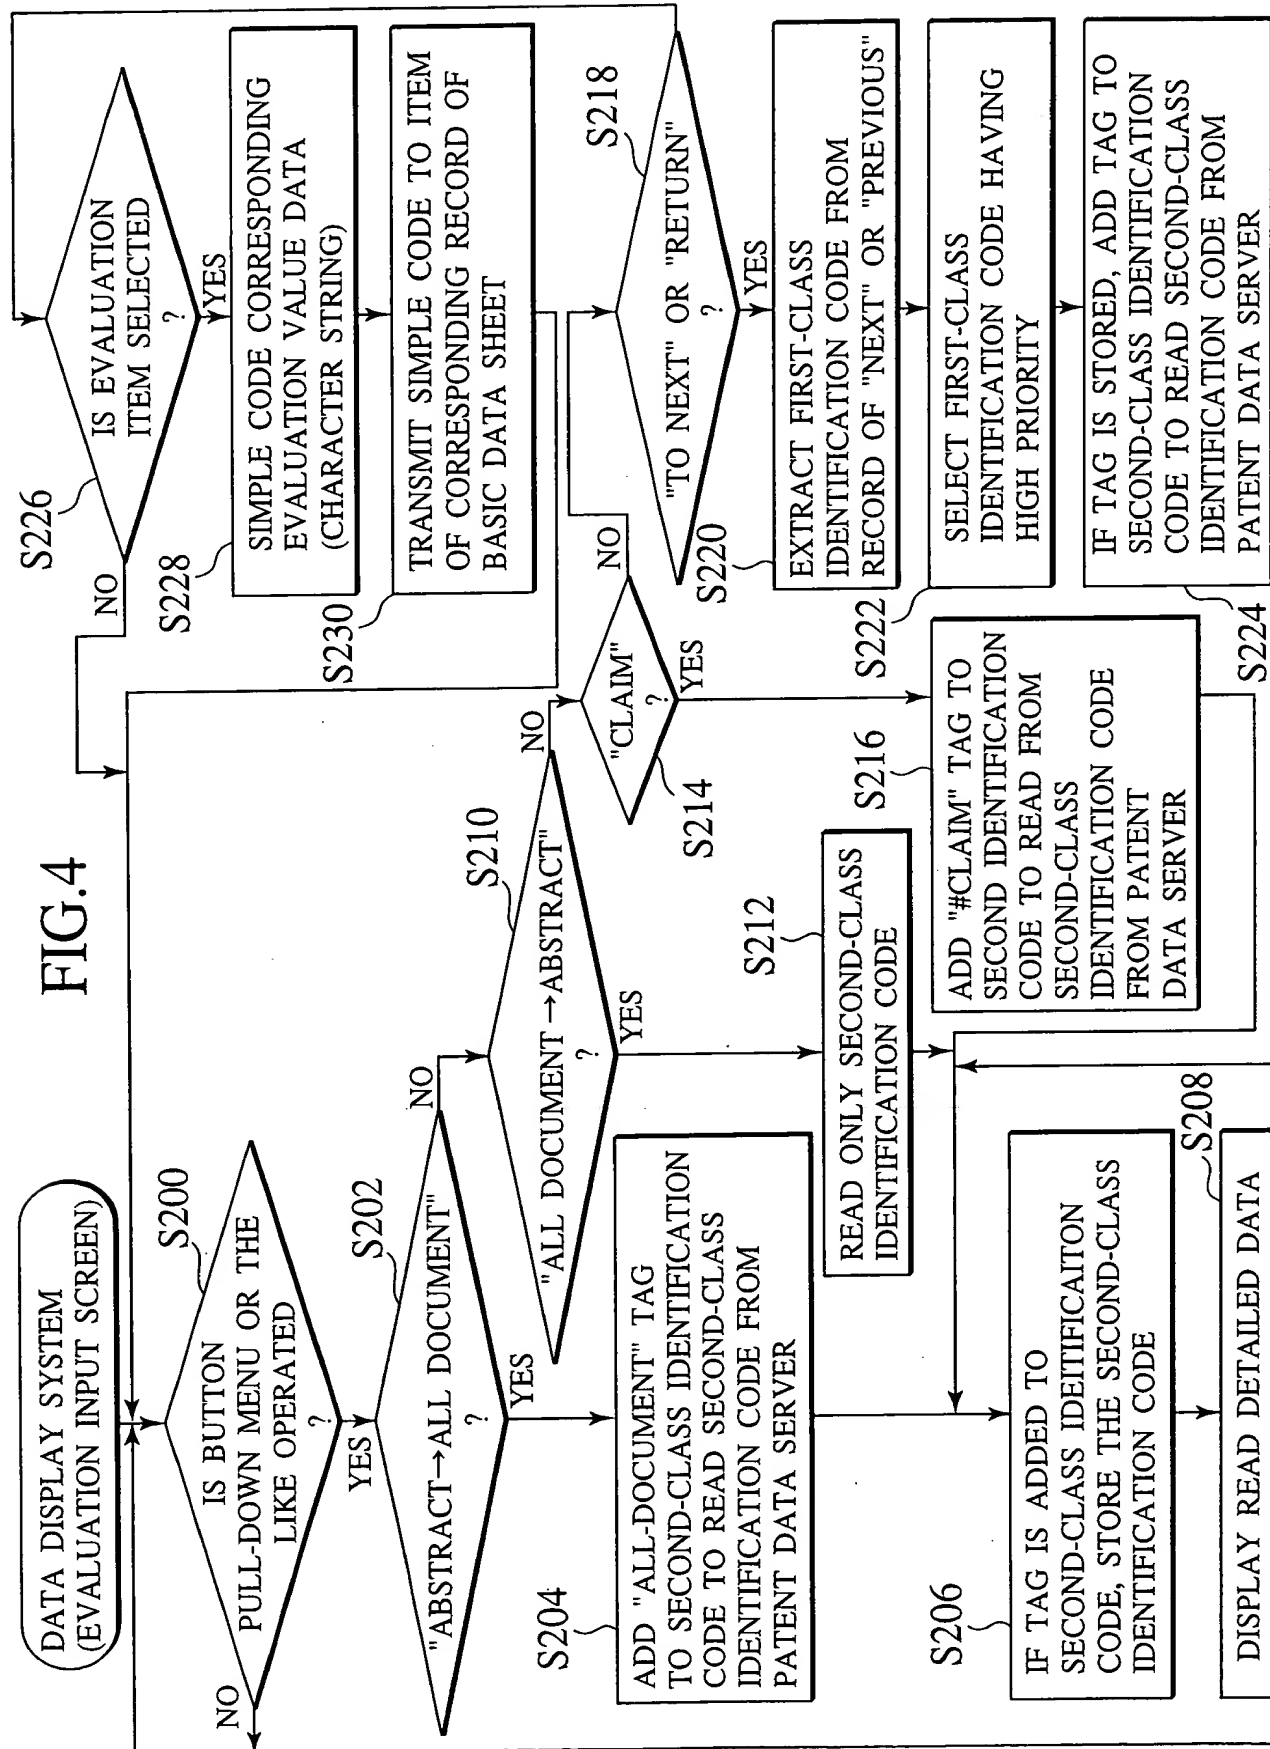 FIG.4
DATA DISPLAY SYSTEM
(EVALUATION INPUT SCREEN)
S200
IS BUTTON
PULL-DOWN MENU OR THE
LIKE OPERATED
?
NO
YES
S202
"ABSTRACT→ALL DOCUMENT"
?
NO
YES
S204
ADD "ALL-DOCUMENT" TAG
TO SECOND-CLASS IDENTIFICATION
CODE TO READ SECOND-CLASS
IDENTIFICATION CODE FROM
PATENT DATA SERVER
S206
IF TAG IS ADDED TO
SECOND-CLASS IDEITIFICAITON
CODE, STORE THE SECOND-CLASS
IDENTIFICATION CODE
S208
DISPLAY READ DETAILED DATA
S210
"ALL DOCUMENT→ABSTRACT"
?
NO
YES
S212
READ ONLY SECOND-CLASS
IDENTIFICATION CODE
S214
"CLAIM"
?
NO
YES
S216
ADD "#CLAIM" TAG TO
SECOND IDENTIFICATION
CODE TO READ FROM
SECOND-CLASS
IDENTIFICATION CODE
FROM PATENT
DATA SERVER
S218
"TO NEXT" OR "RETURN"
?
YES
S220
EXTRACT FIRST-CLASS
IDENTIFICATION CODE FROM
RECORD OF "NEXT" OR "PREVIOUS"
S222
SELECT FIRST-CLASS
IDENTIFICATION CODE HAVING
HIGH PRIORITY
S224
IF TAG IS STORED, ADD TAG TO
SECOND-CLASS IDENTIFICATION
CODE TO READ SECOND-CLASS
IDENTIFICATION CODE FROM
PATENT DATA SERVER
S226
IS EVALUATION
ITEM SELECTED
?
NO
YES
S228
SIMPLE CODE CORRESPONDING
EVALUATION VALUE DATA
(CHARACTER STRING)
S230
TRANSMIT SIMPLE CODE TO ITEM
OF CORRESPONDING RECORD OF
BASIC DATA SHEET